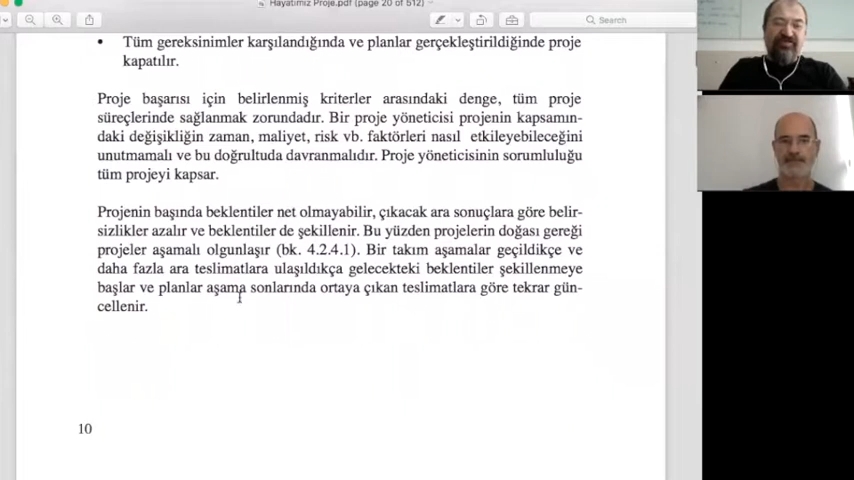 Hayatımız Proje.pdf (page 20 of 512)
Search
• Tüm gereksinimler karşılandığında ve planlar gerçekleştirildiğinde proje
kapatılır.
Proje başarısı için belirlenmiş kriterler arasındaki denge, tüm proje
süreçlerinde sağlanmak zorundadır. Bir proje yöneticisi projenin kapsamın-
daki değişikliğin zaman, maliyet, risk vb. faktörleri nasıl etkileyebileceğini
unutmamalı ve bu doğrultuda davranmalıdır. Proje yöneticisinin sorumluluğu
tüm projeyi kapsar.
Projenin başında beklentiler net olmayabilir, çıkacak ara sonuçlara göre belir-
sizlikler azalır ve beklentiler de şekillenir. Bu yüzden projelerin doğası gereği
projeler aşamalı olgunlaşır (bk. 4.2.4.1). Bir takım aşamalar geçildikçe ve
daha fazla ara teslimatlara ulaşıldıkça gelecekteki beklentiler şekillenmeye
başlar ve planlar aşama sonlarında ortaya çıkan teslimatlara göre tekrar gün-
cellenir.
10